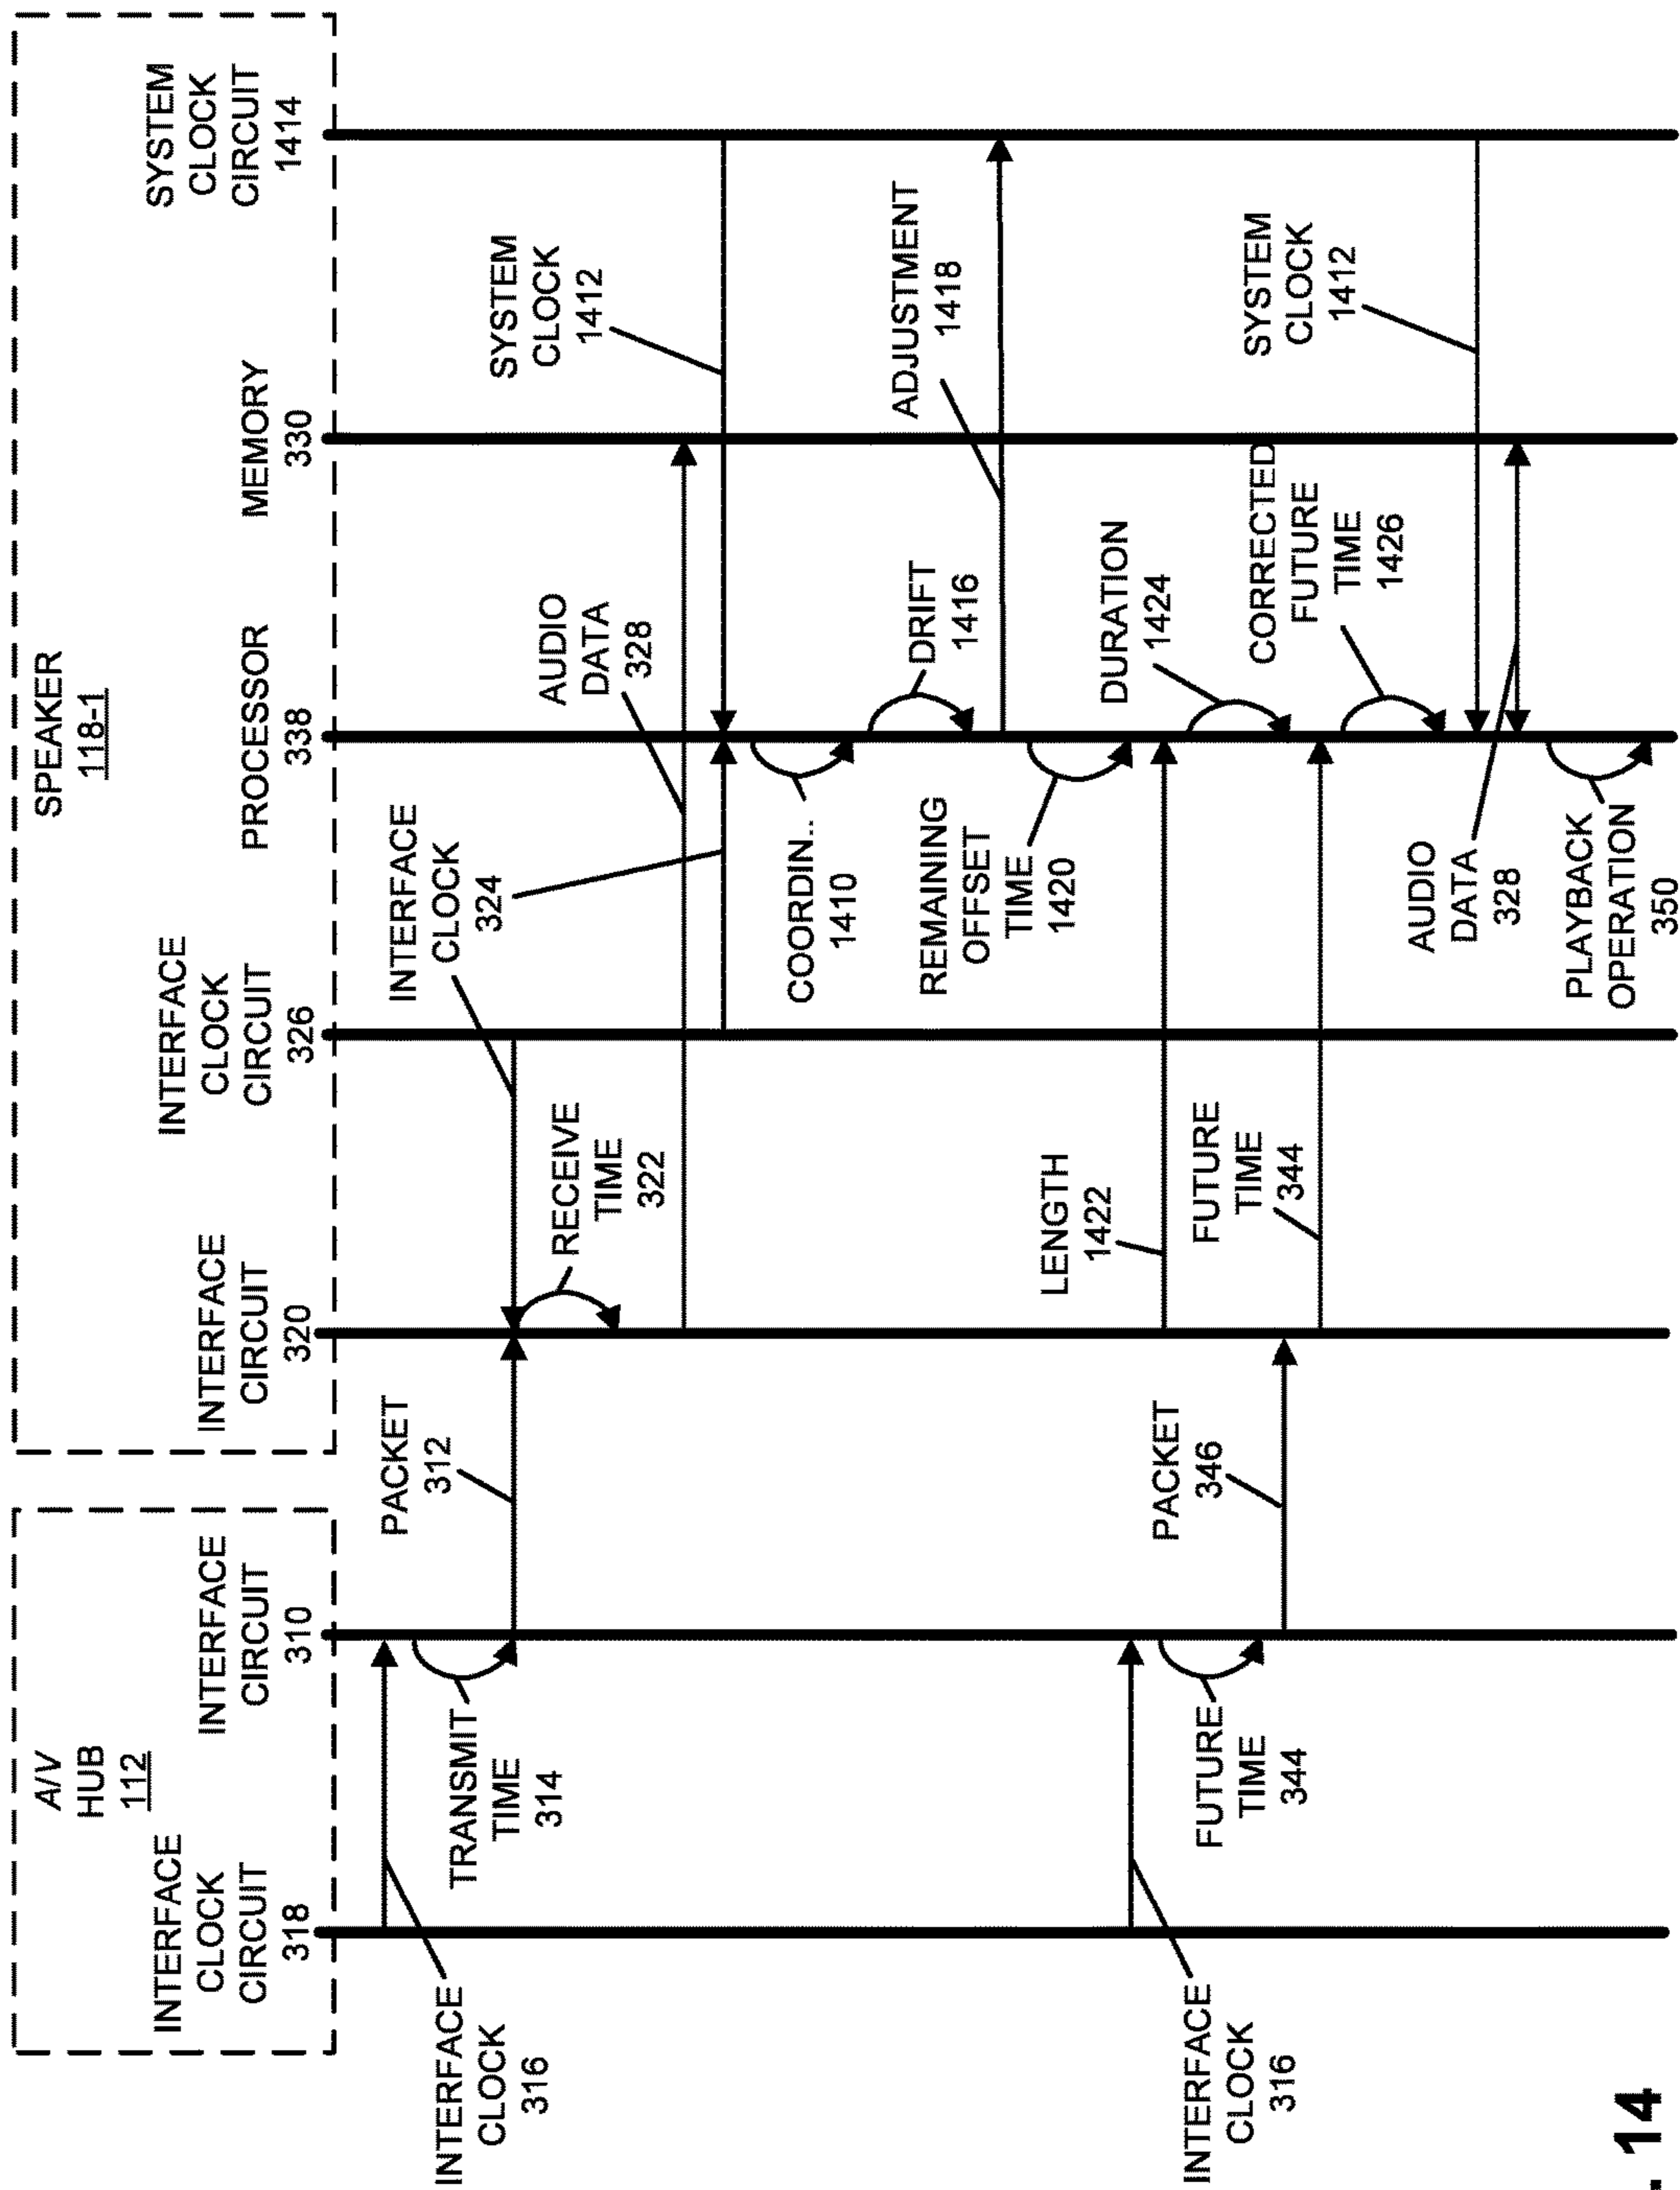 A/V
HUB
112
INTERFACE
CLOCK
CIRCUIT
318
INTERFACE
CIRCUIT
310
SPEAKER
118-1
INTERFACE
CIRCUIT
320
INTERFACE
CLOCK
CIRCUIT
326
PROCESSOR
338
MEMORY
330
SYSTEM
CLOCK
CIRCUIT
1414
INTERFACE
CLOCK
316
TRANSMIT
TIME
314
PACKET
312
INTERFACE
CLOCK
324
RECEIVE
TIME
322
AUDIO
DATA
328
SYSTEM
CLOCK
1412
COORDIN..
1410
DRIFT
1416
ADJUSTMENT
1418
REMAINING
OFFSET
TIME
1420
LENGTH
1422
DURATION
1424
INTERFACE
CLOCK
316
FUTURE
TIME
344
PACKET
346
FUTURE
TIME
344
CORRECTED
FUTURE
TIME
1426
SYSTEM
CLOCK
1412
AUDIO
DATA
328
PLAYBACK
OPERATION
350
. 14